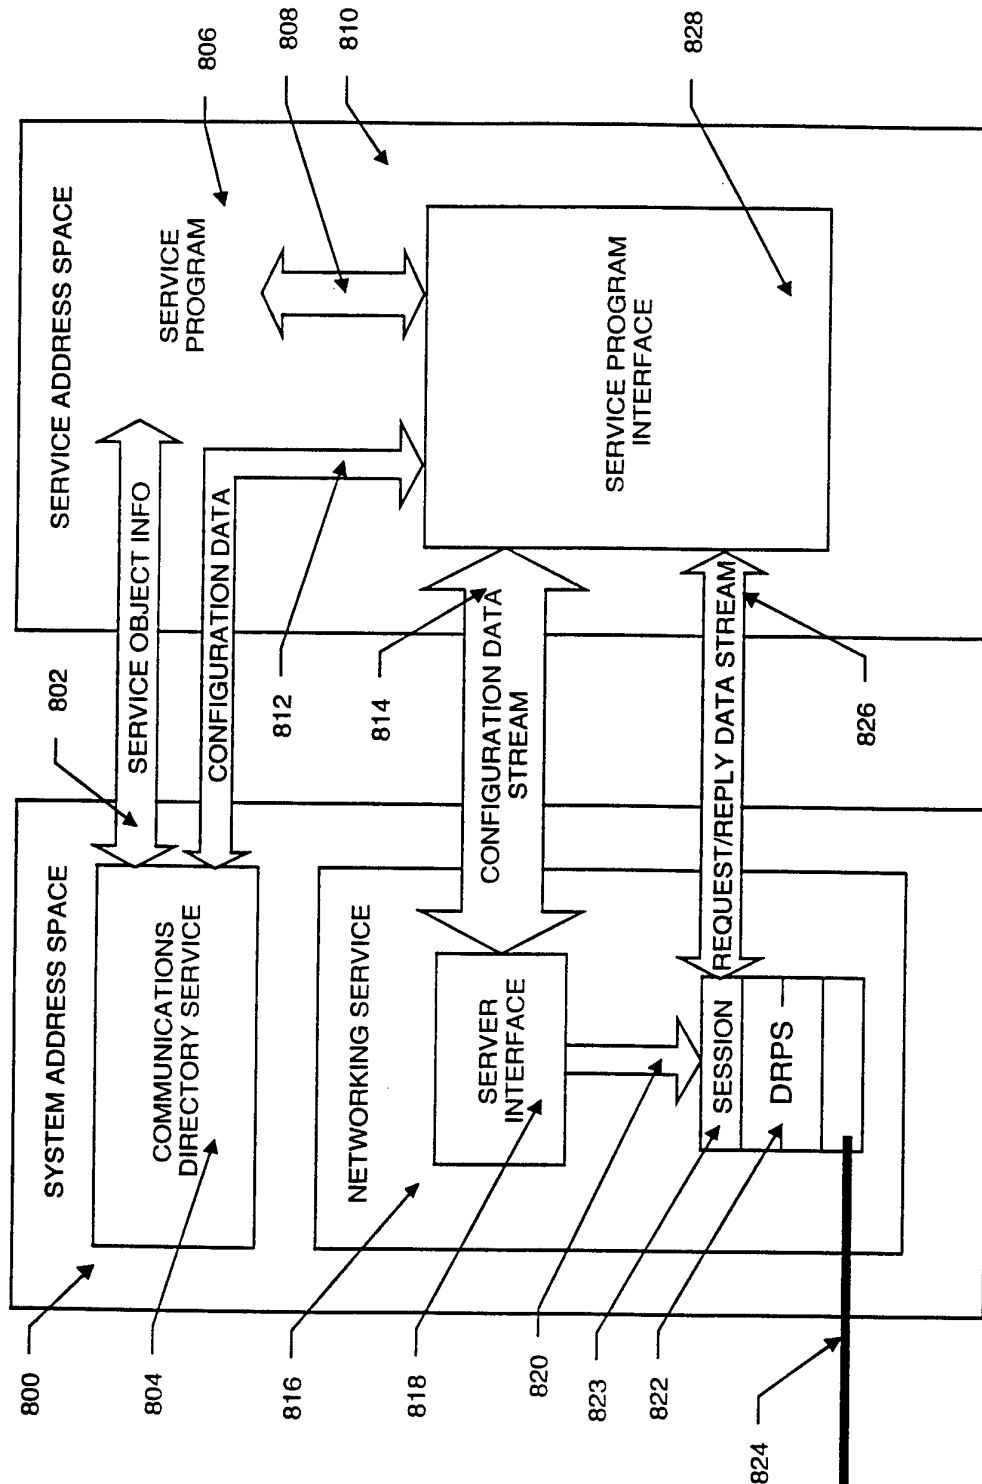 SYSTEM ADDRESS SPACE
SERVICE ADDRESS SPACE
800
802
804
COMMUNICATIONS
DIRECTORY SERVICE
SERVICE OBJECT INFO
CONFIGURATION DATA
SERVICE
PROGRAM
806
808
810
812
814
816
NETWORKING SERVICE
818
SERVER
INTERFACE
CONFIGURATION DATA
STREAM
SERVICE PROGRAM
INTERFACE
820
823
SESSION
REQUEST/REPLY DATA STREAM
822
DRPS
824
826
828